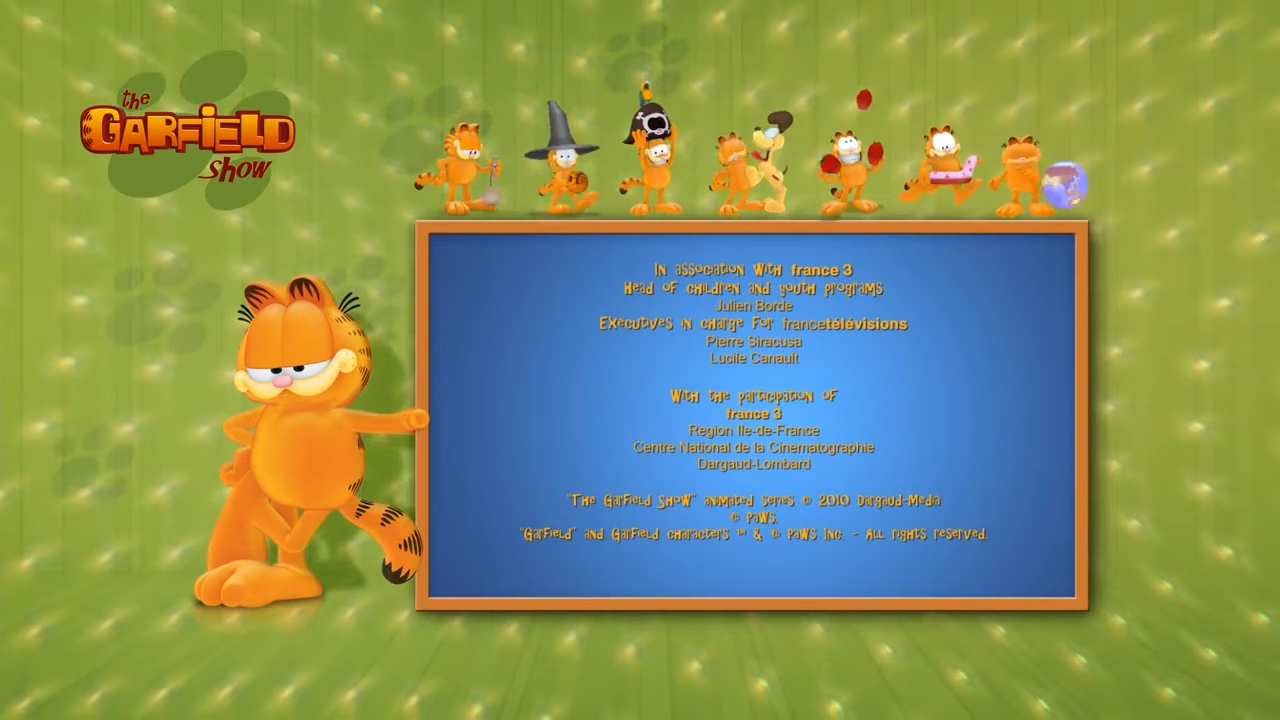 the
GARFIELD
show
In association with france 3
Head of children and youth programs
Julien Borde
Executives in charge for francetélévisions
Pierre Siracusa
Lucile Canault
With the participation of
france 3
Region Ile-de-France
Centre National de la Cinematographie
Dargaud-Lombard
"The Garfield Show" animated series © 2010 Dargaud-Media
© Paws.
"Garfield" and Garfield characters ™ & © Paws Inc. - All rights reserved.